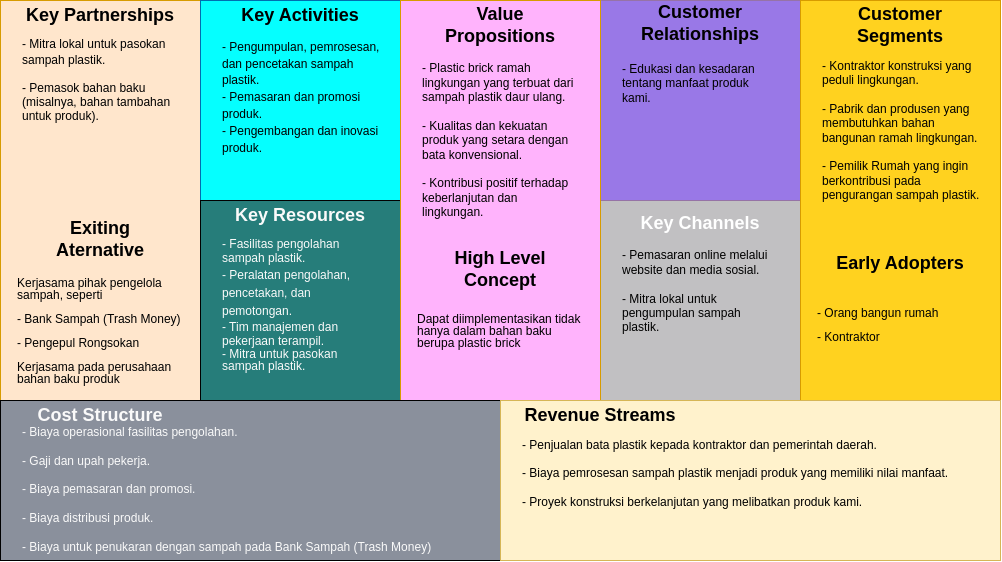 Key Partnerships
- Mitra lokal untuk pasokan
sampah plastik.
- Pemasok bahan baku
(misalnya, bahan tambahan
untuk produk).
Exiting
Aternative
Kerjasama pihak pengelola
sampah, seperti
- Bank Sampah (Trash Money)
- Pengepul Rongsokan
Kerjasama pada perusahaan
bahan baku produk
Key Activities
- Pengumpulan, pemrosesan,
dan pencetakan sampah
plastik.
- Pemasaran dan promosi
produk.
- Pengembangan dan inovasi
produk.
Key Resources
- Fasilitas pengolahan
sampah plastik.
- Peralatan pengolahan,
pencetakan, dan
pemotongan.
- Tim manajemen dan
pekerjaan terampil.
- Mitra untuk pasokan
sampah plastik.
Value
Propositions
- Plastic brick ramah
lingkungan yang terbuat dari
sampah plastik daur ulang.
- Kualitas dan kekuatan
produk yang setara dengan
bata konvensional.
- Kontribusi positif terhadap
keberlanjutan dan
lingkungan.
High Level
Concept
Dapat diimplementasikan tidak
hanya dalam bahan baku
berupa plastic brick
Customer
Relationships
- Edukasi dan kesadaran
tentang manfaat produk
kami.
Key Channels
- Pemasaran online melalui
website dan media sosial.
- Mitra lokal untuk
pengumpulan sampah
plastik.
Customer
Segments
- Kontraktor konstruksi yang
peduli lingkungan.
- Pabrik dan produsen yang
membutuhkan bahan
bangunan ramah lingkungan.
- Pemilik Rumah yang ingin
berkontribusi pada
pengurangan sampah plastik.
Early Adopters
- Orang bangun rumah
- Kontraktor
Cost Structure
- Biaya operasional fasilitas pengolahan.
- Gaji dan upah pekerja.
- Biaya pemasaran dan promosi.
- Biaya distribusi produk.
- Biaya untuk penukaran dengan sampah pada Bank Sampah (Trash Money)
Revenue Streams
- Penjualan bata plastik kepada kontraktor dan pemerintah daerah.
- Biaya pemrosesan sampah plastik menjadi produk yang memiliki nilai manfaat.
- Proyek konstruksi berkelanjutan yang melibatkan produk kami.